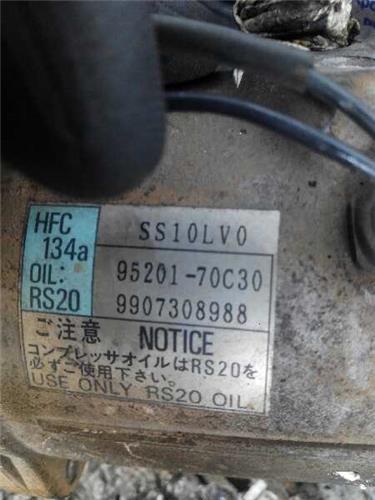 HFC
134a
OIL:
RS20
SS10LV0
95201-70C30
9907308988
ご注意 NOTICE
コンプレッサオイルはRS20を
必ずご使用下さい。
USE ONLY RS20 OIL.